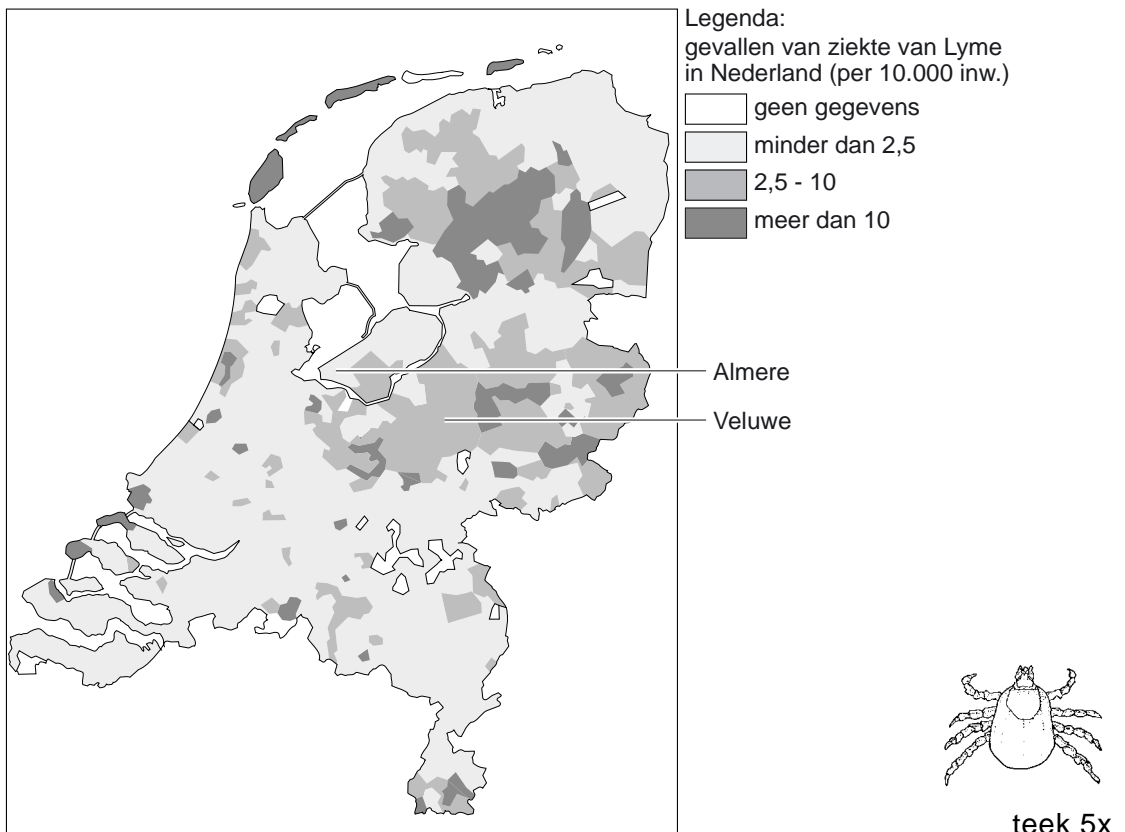 Legenda:
gevallen van ziekte van Lyme
in Nederland (per 10.000 inw.)
geen gegevens
minder dan 2,5
2,5 - 10
meer dan 10
Almere
Veluwe
teek 5x